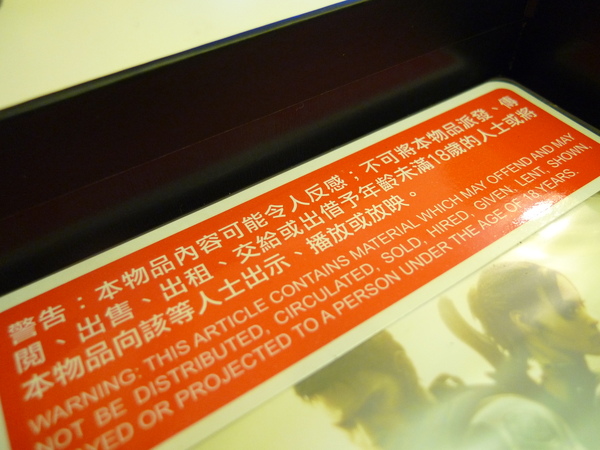 警告：本物品內容可能令人反感；不可將本物品派發、傳
閱、出售、出租、交給或出借予年齡未滿18歲的人士或將
本物品向該等人士出示、播放或放映。
WARNING: THIS ARTICLE CONTAINS MATERIAL WHICH MAY OFFEND AND MAY
NOT BE DISTRIBUTED, CIRCULATED, SOLD, HIRED, GIVEN, LENT, SHOWN,
AYED OR PROJECTED TO A PERSON UNDER THE AGE OF 18 YEARS.